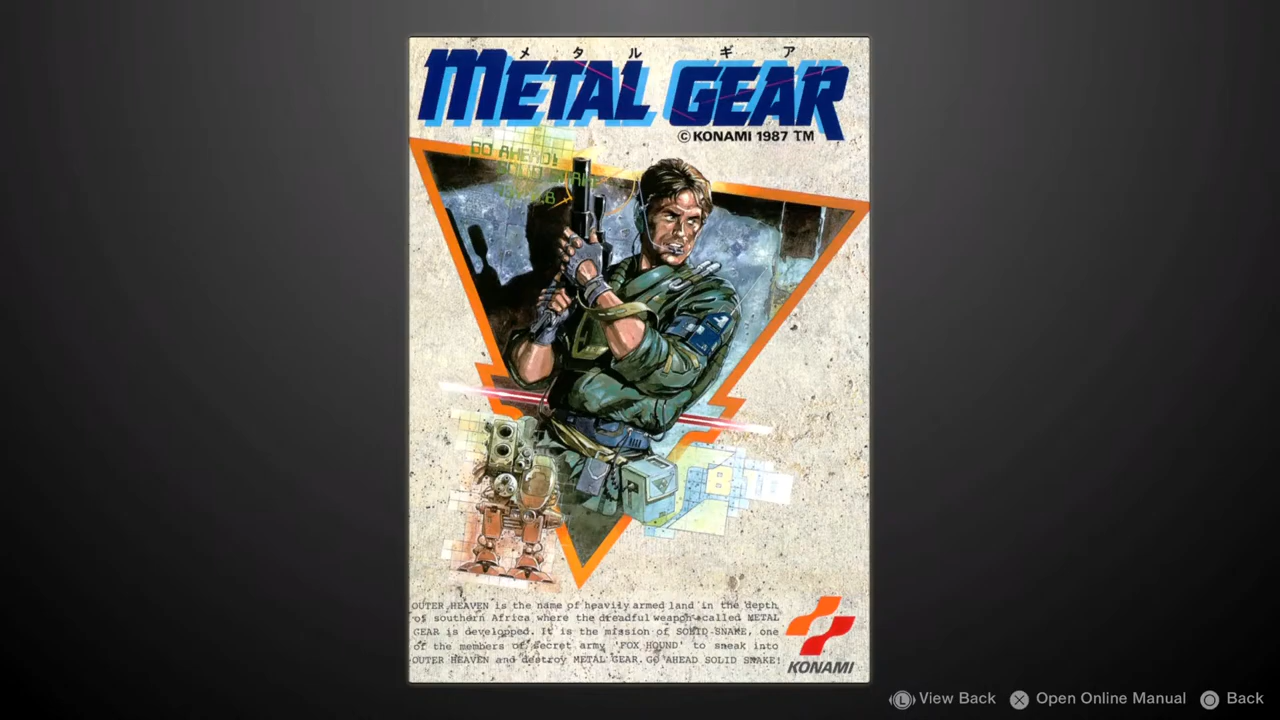 メタル ギア
METAL GEAR
© KONAMI 1987 TM
GO AHEAD!
SOLID
OUTER HEAVEN is the name of heavily armed land in the depth
of southern Africa where the dreadful weapon called METAL
GEAR is developped. It is the mission of SOLID-SNAKE, one
of the members of secret army 'FOX HOUND' to sneak into
OUTER HEAVEN and destroy METAL GEAR. GO AHEAD SOLID SNAKE!
KONAMI
L View Back Open Online Manual Back